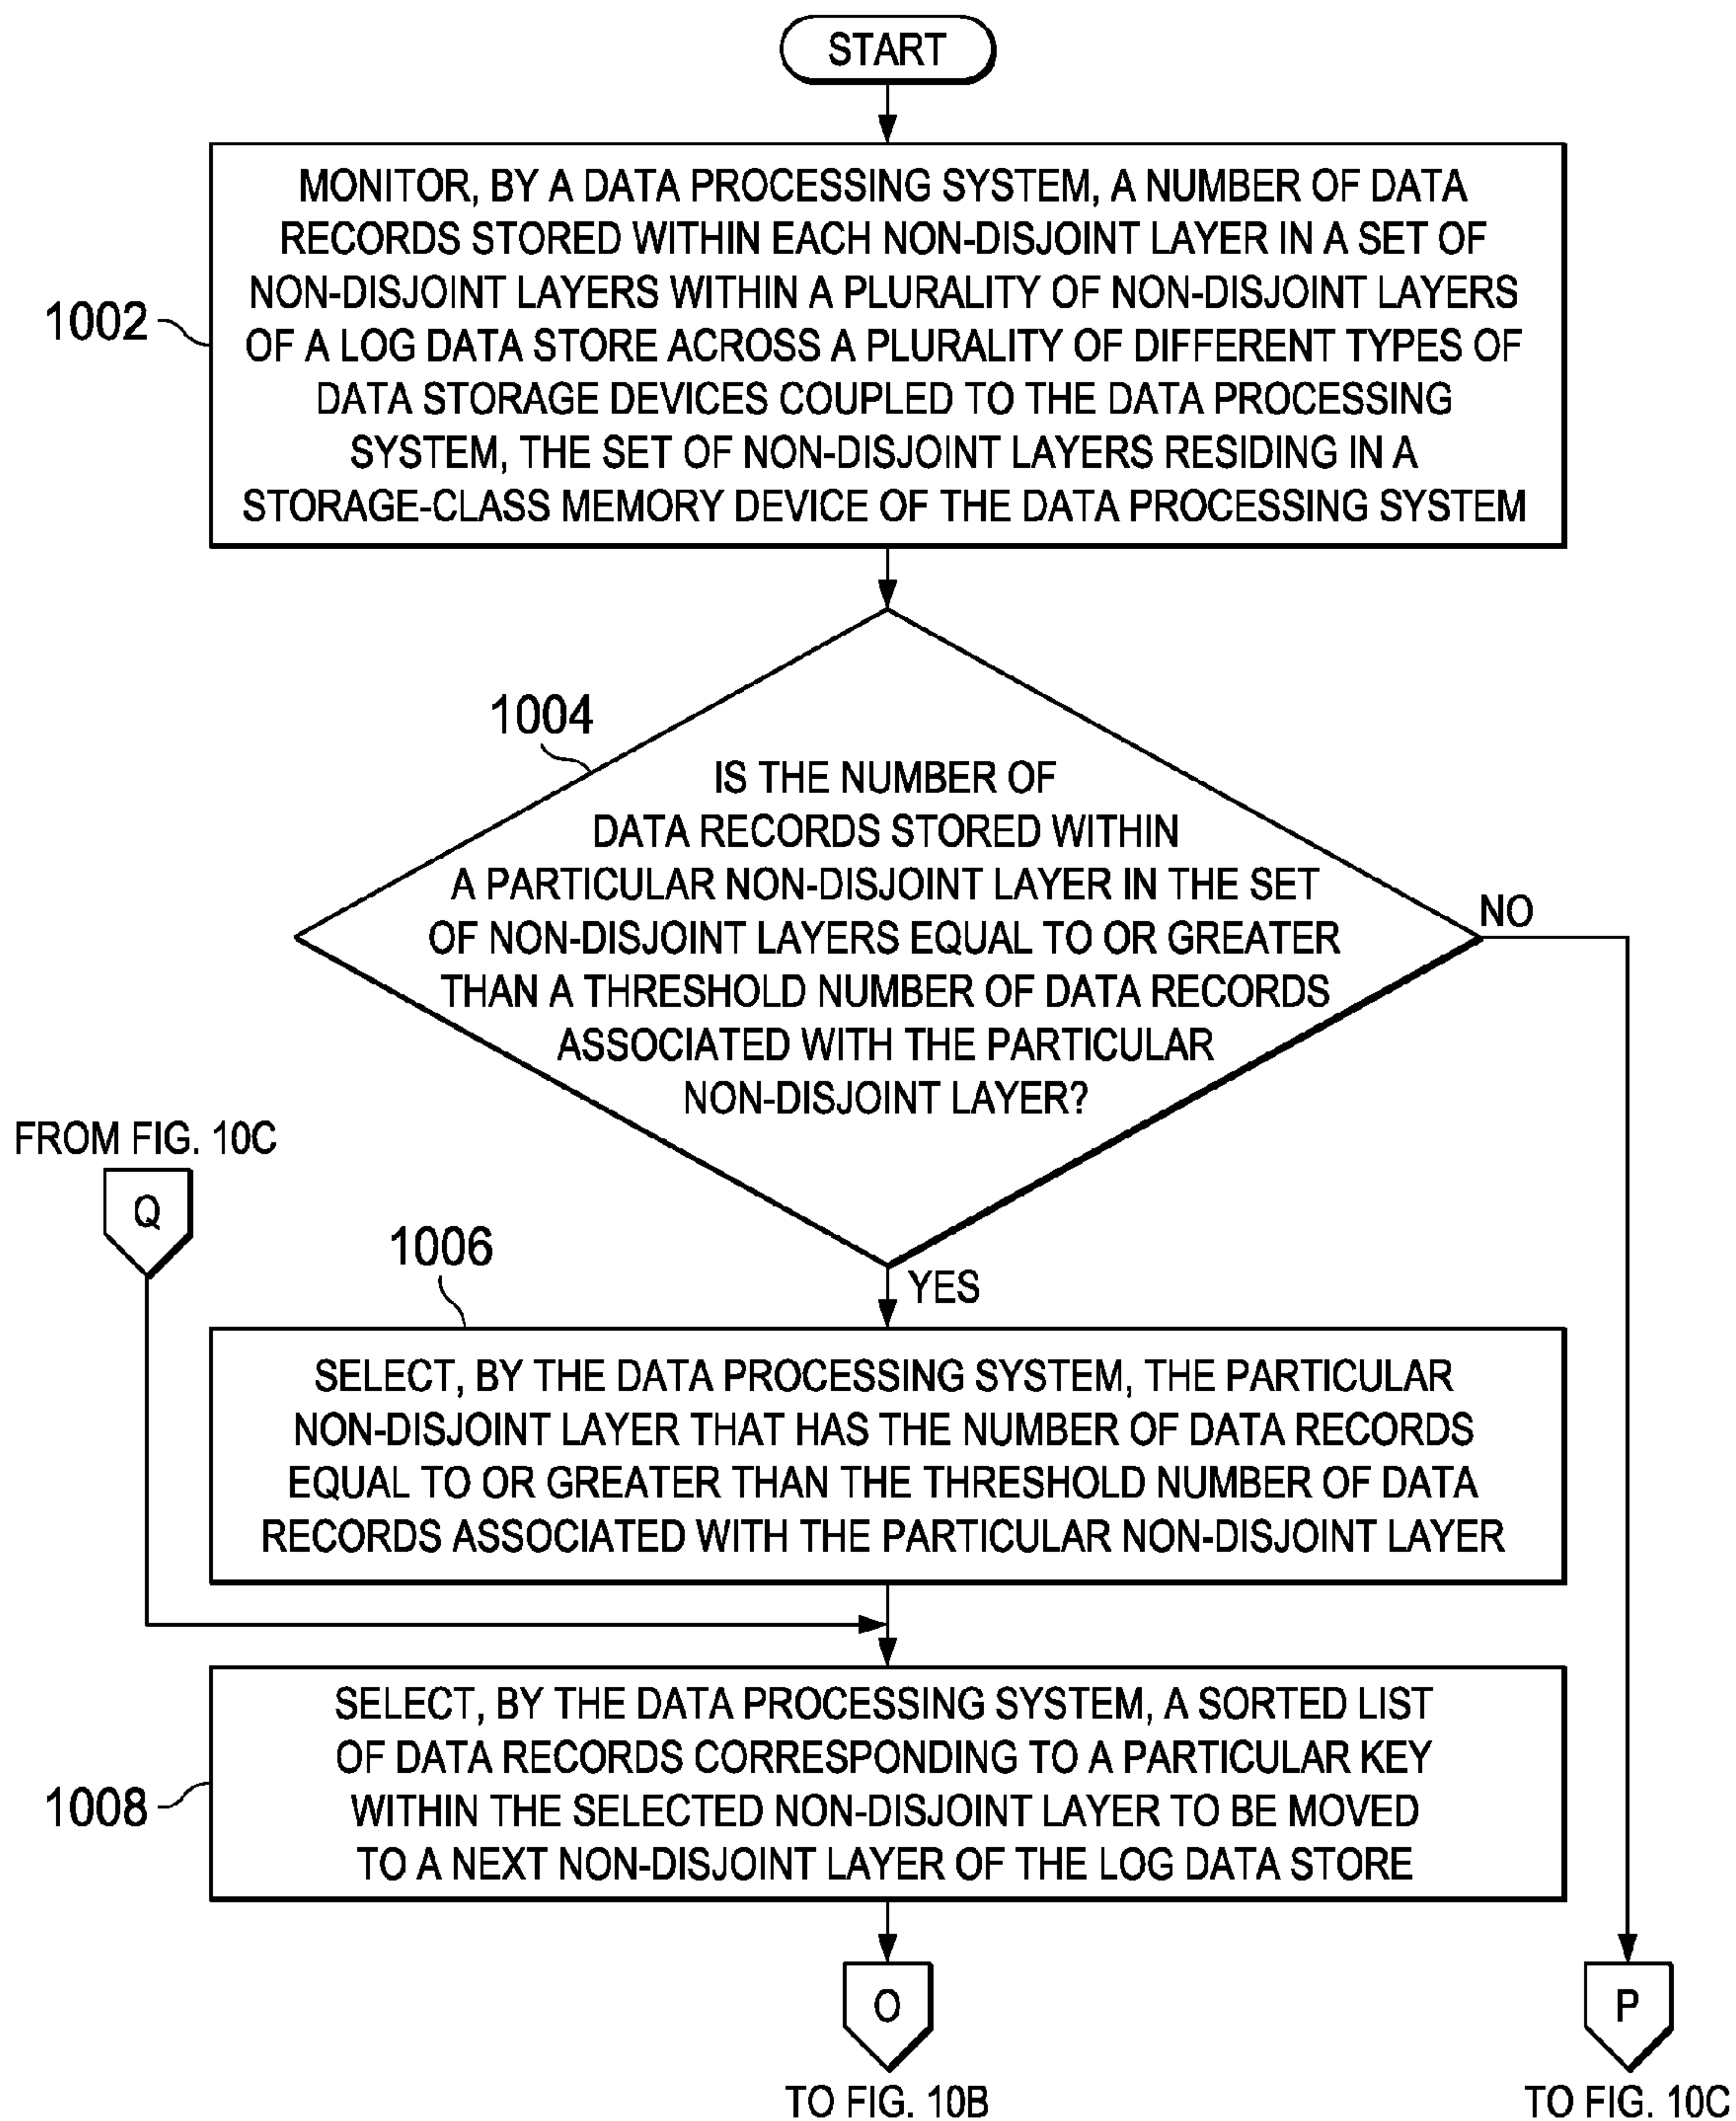 START
MONITOR, BY A DATA PROCESSING SYSTEM, A NUMBER OF DATA
RECORDS STORED WITHIN EACH NON-DISJOINT LAYER IN A SET OF
NON-DISJOINT LAYERS WITHIN A PLURALITY OF NON-DISJOINT LAYERS
OF A LOG DATA STORE ACROSS A PLURALITY OF DIFFERENT TYPES OF
DATA STORAGE DEVICES COUPLED TO THE DATA PROCESSING
SYSTEM, THE SET OF NON-DISJOINT LAYERS RESIDING IN A
STORAGE-CLASS MEMORY DEVICE OF THE DATA PROCESSING SYSTEM
1002
1004
IS THE NUMBER OF
DATA RECORDS STORED WITHIN
A PARTICULAR NON-DISJOINT LAYER IN THE SET
OF NON-DISJOINT LAYERS EQUAL TO OR GREATER
THAN A THRESHOLD NUMBER OF DATA RECORDS
ASSOCIATED WITH THE PARTICULAR
NON-DISJOINT LAYER?
NO
FROM FIG. 10C
Q
1006
YES
SELECT, BY THE DATA PROCESSING SYSTEM, THE PARTICULAR
NON-DISJOINT LAYER THAT HAS THE NUMBER OF DATA RECORDS
EQUAL TO OR GREATER THAN THE THRESHOLD NUMBER OF DATA
RECORDS ASSOCIATED WITH THE PARTICULAR NON-DISJOINT LAYER
SELECT, BY THE DATA PROCESSING SYSTEM, A SORTED LIST
OF DATA RECORDS CORRESPONDING TO A PARTICULAR KEY
WITHIN THE SELECTED NON-DISJOINT LAYER TO BE MOVED
TO A NEXT NON-DISJOINT LAYER OF THE LOG DATA STORE
1008
O
P
TO FIG. 10B
TO FIG. 10C